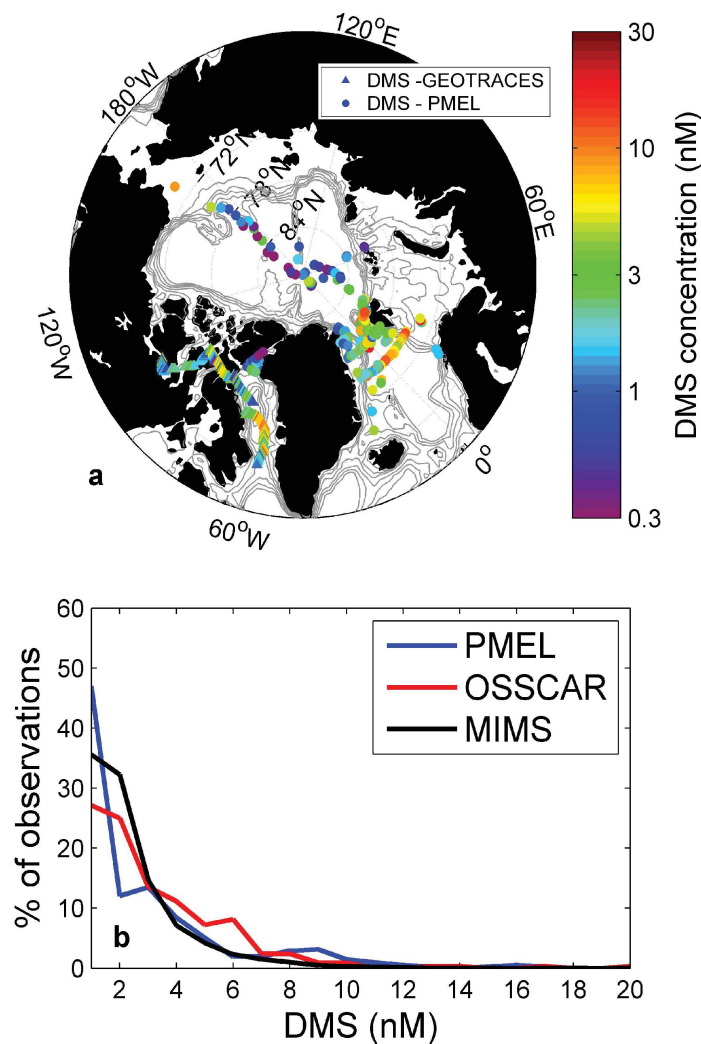 120°E
180°W
DMS -GEOTRACES
DMS - PMEL
72°N
78°N
84°N
60°E
120°W
0°
60°W
a
30
10
3
1
0.3
DMS concentration (nM)
60
50
40
30
20
10
0
% of observations
PMEL
OSSCAR
MIMS
b
2 4 6 8 10 12 14 16 18 20
DMS (nM)